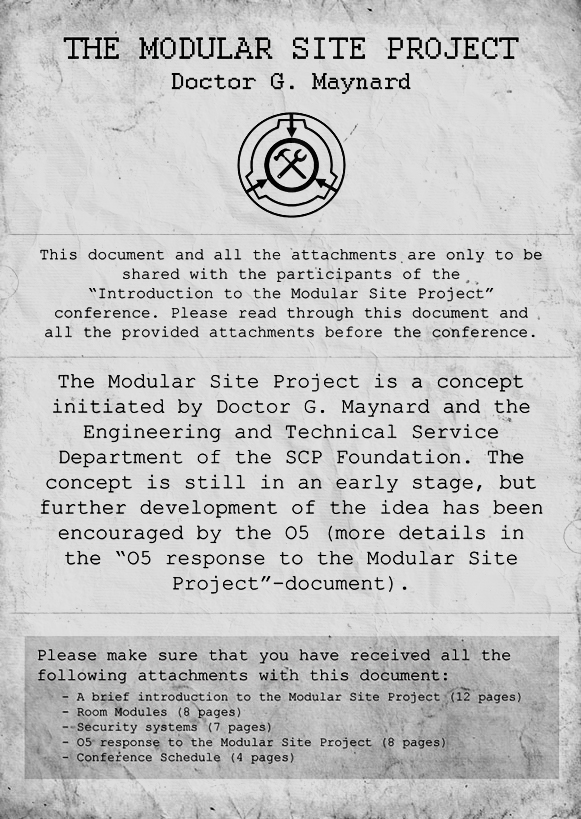 THE MODULAR SITE PROJECT
Doctor G. Maynard
This document and all the attachments are only to be
shared with the participants of the
“Introduction to the Modular Site Project”
conference. Please read through this document and
all the provided attachments before the conference.
The Modular Site Project is a concept
initiated by Doctor G. Maynard and the
Engineering and Technical Service
Department of the SCP Foundation. The
concept is still in an early stage, but
further development of the idea has been
encouraged by the O5 (more details in
the “O5 response to the Modular Site
Project”-document).
Please make sure that you have received all the
following attachments with this document:
- A brief introduction to the Modular Site Project (12 pages)
- Room Modules (8 pages)
- Security systems (7 pages)
- O5 response to the Modular Site Project (8 pages)
- Conference Schedule (4 pages)